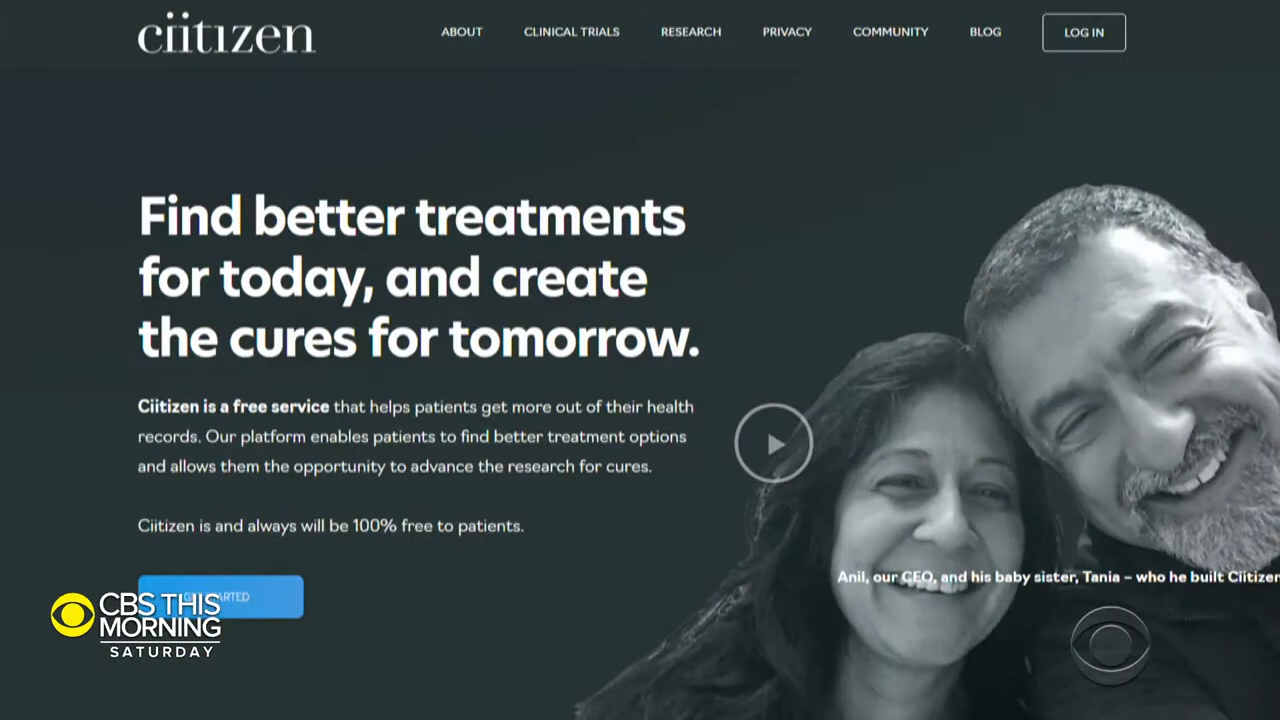 ciitizen
ABOUT CLINICAL TRIALS RESEARCH PRIVACY COMMUNITY BLOG LOG IN
Find better treatments
for today, and create
the cures for tomorrow.
Ciitizen is a free service that helps patients get more out of their health
records. Our platform enables patients to find better treatment options
and allows them the opportunity to advance the research for cures.
Ciitizen is and always will be 100% free to patients.
Anil, our CEO, and his baby sister, Tania – who he built Ciitizen
CBS THIS
MORNING
SATURDAY